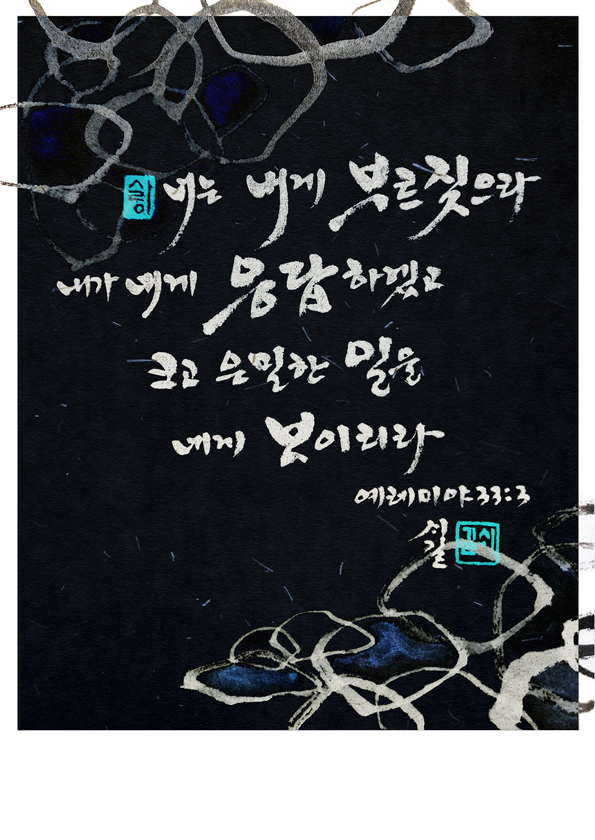 너는 내게 부르짖으라
내가 네게 응답하겠고
크고 은밀한 일을
네게 보이리라
예레미야33:3